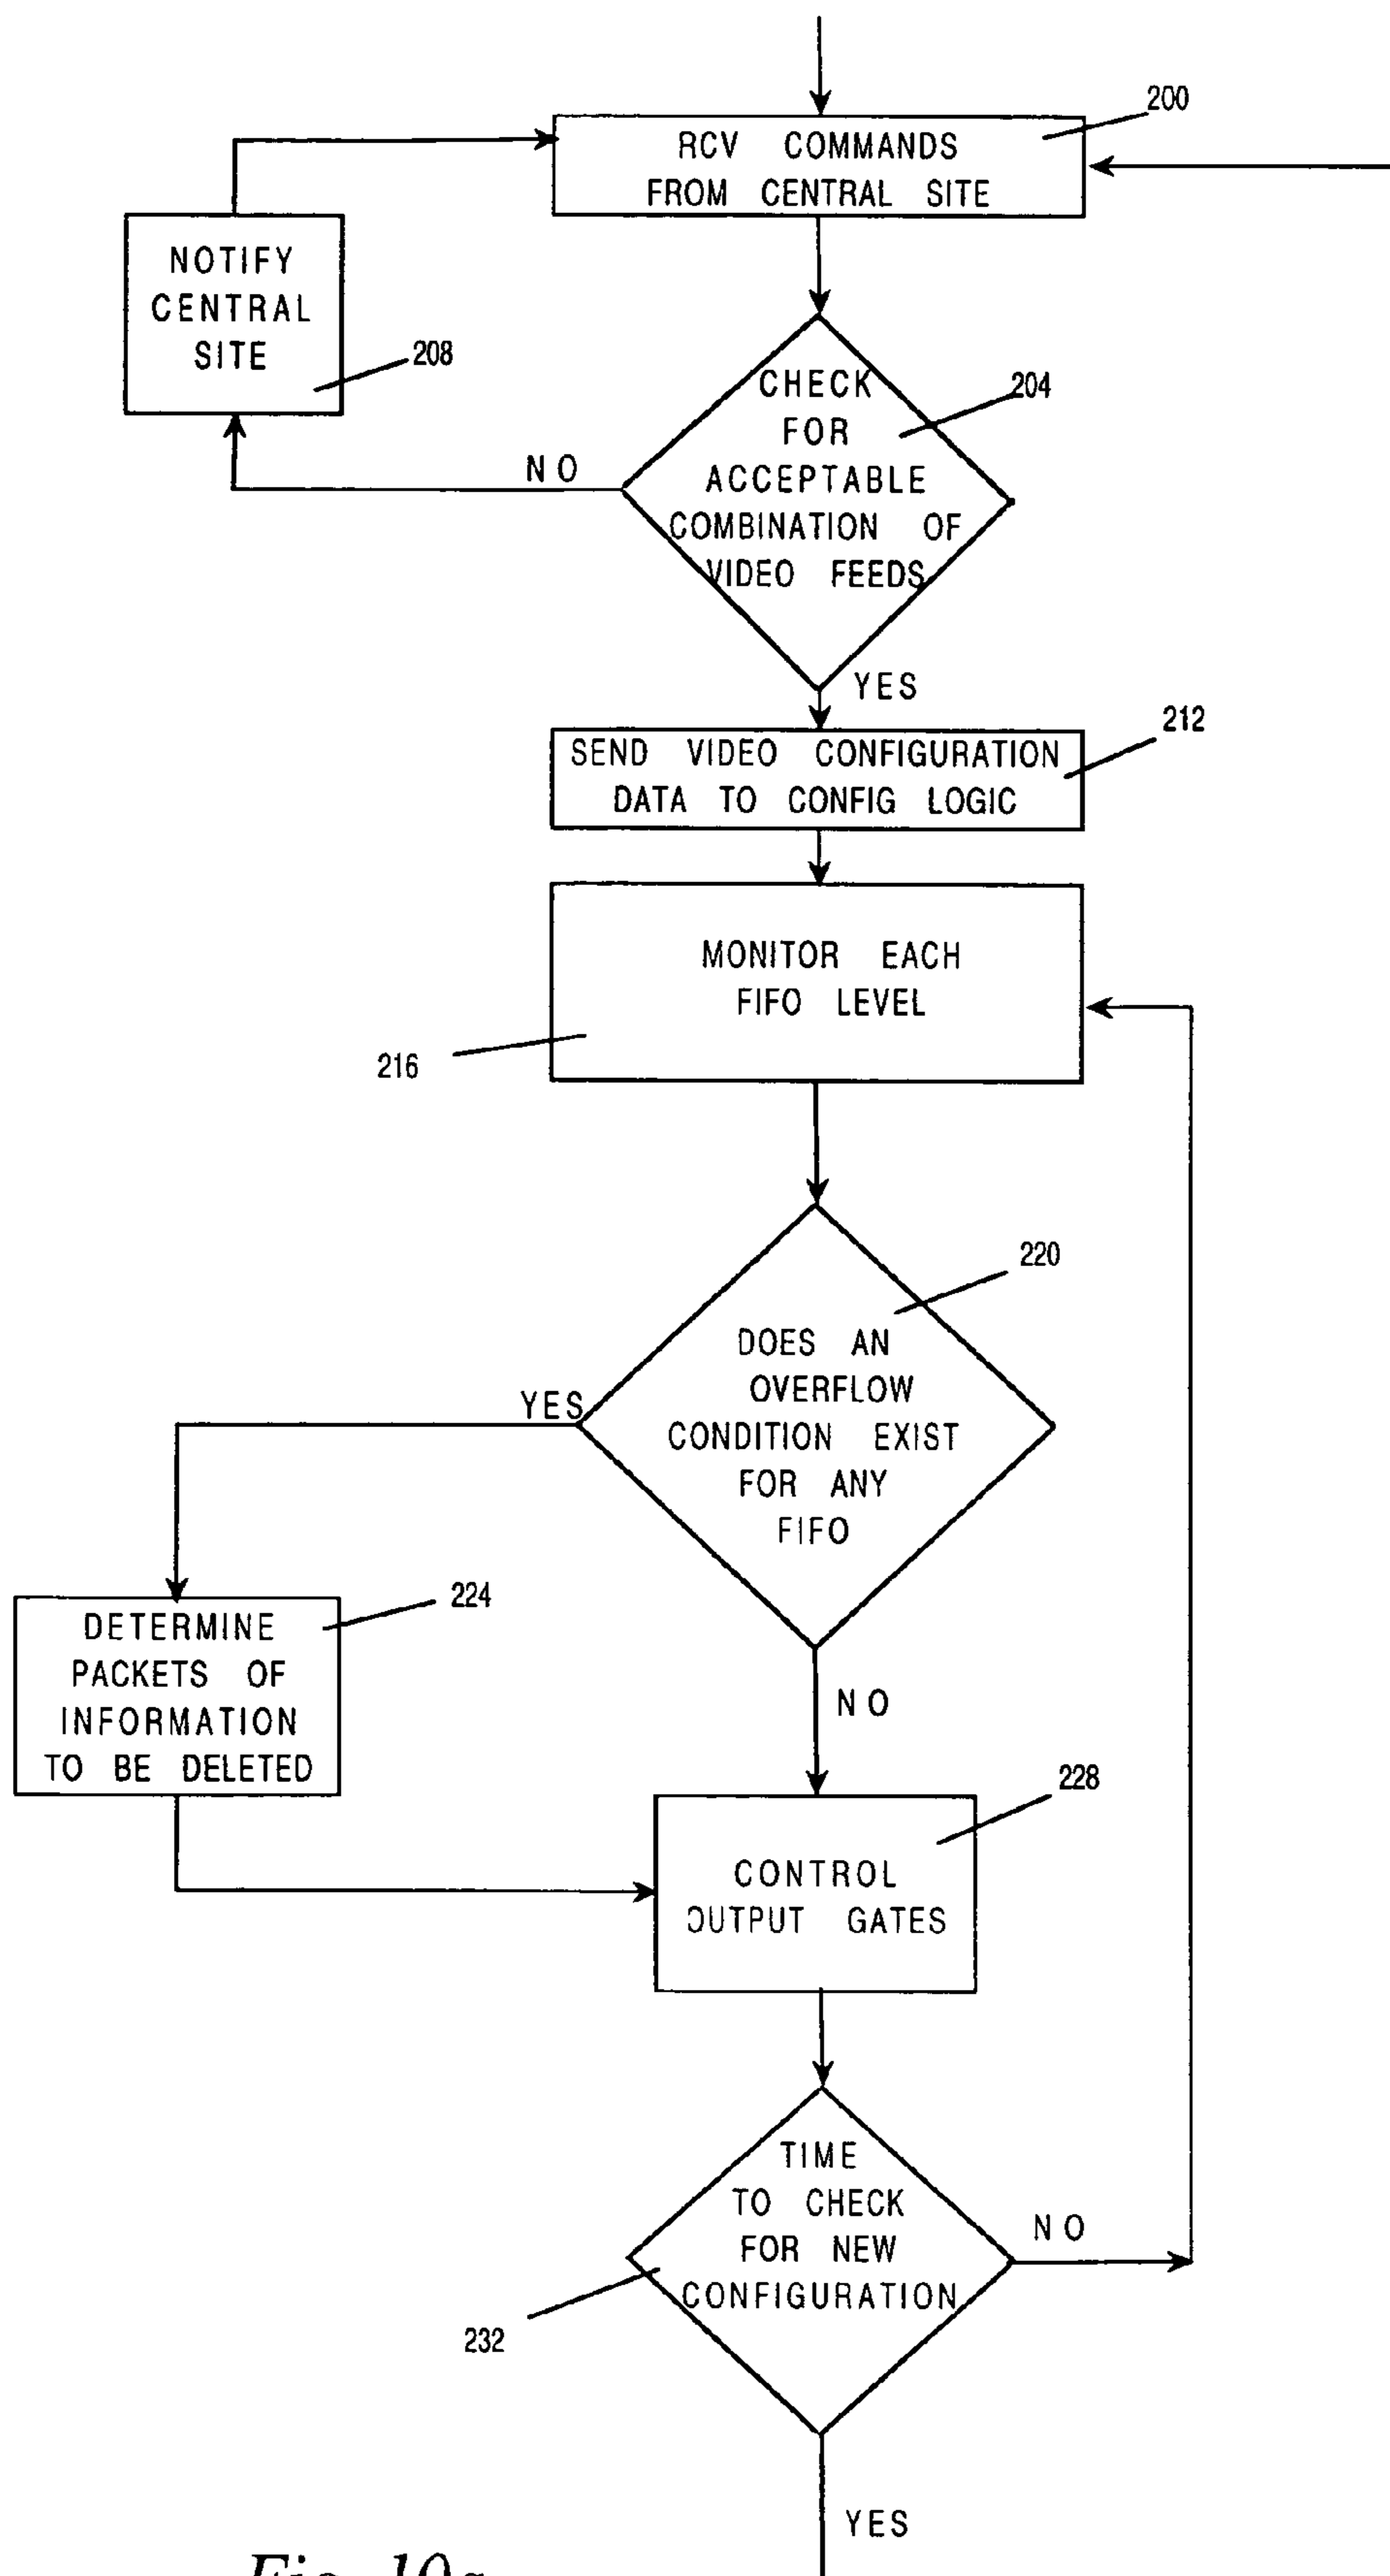 200
RCV COMMANDS
FROM CENTRAL SITE
NOTIFY
CENTRAL
SITE
208
CHECK
FOR
ACCEPTABLE
COMBINATION OF
VIDEO FEEDS
204
NO
YES
SEND VIDEO CONFIGURATION
DATA TO CONFIG LOGIC
212
MONITOR EACH
FIFO LEVEL
216
220
DOES AN
OVERFLOW
CONDITION EXIST
FOR ANY
FIFO
YES
NO
DETERMINE
PACKETS OF
INFORMATION
TO BE DELETED
224
228
CONTROL
OUTPUT GATES
TIME
TO CHECK
FOR NEW
CONFIGURATION
NO
232
YES
Fig. 10a